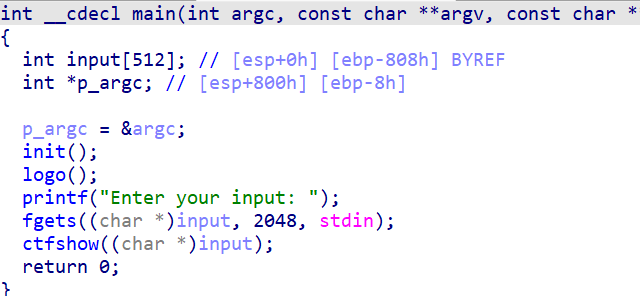 int __cdecl main(int argc, const char **argv, const char *
{
  int input[512]; // [esp+0h] [ebp-808h] BYREF
  int *p_argc; // [esp+800h] [ebp-8h]

  p_argc = &argc;
  init();
  logo();
  printf("Enter your input: ");
  fgets((char *)input, 2048, stdin);
  ctfshow((char *)input);
  return 0;
}